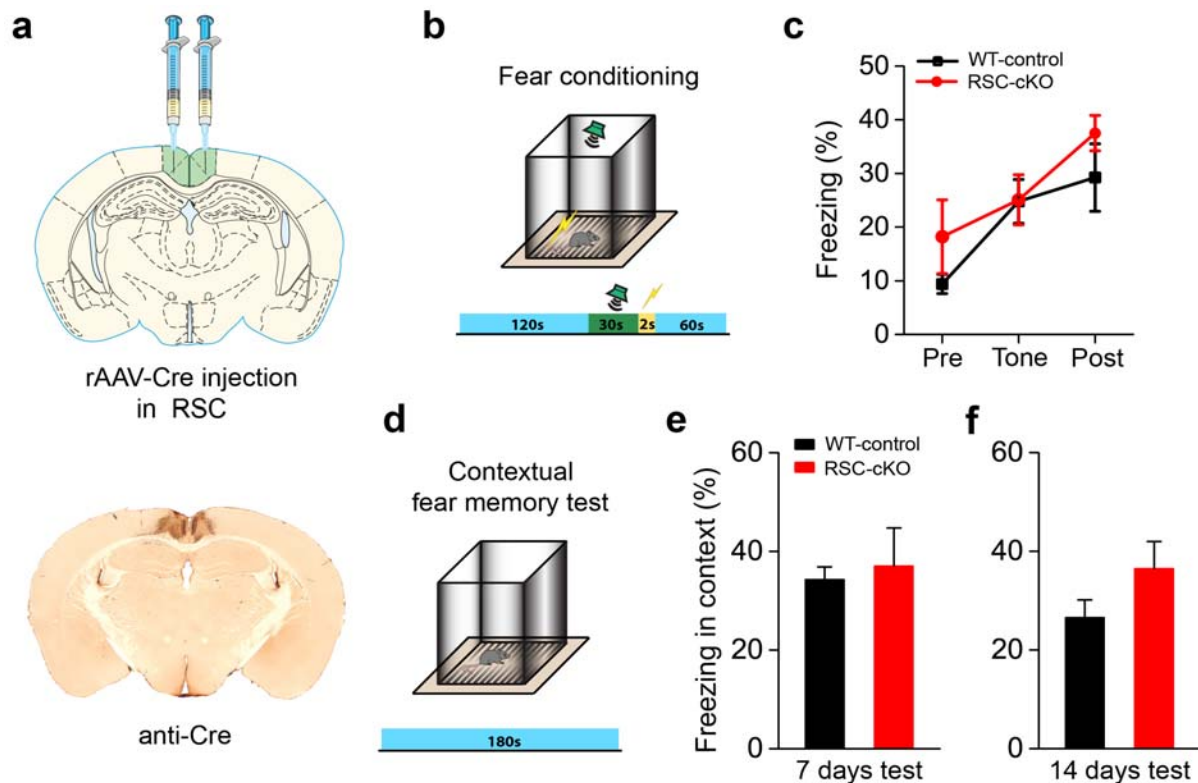 a
rAAV-Cre injection
in RSC
anti-Cre
b
Fear conditioning
120s 30s 2s 60s
c
WT-control
RSC-cKO
Freezing (%)
50
40
30
20
10
0
Pre Tone Post
d
Contextual
fear memory test
180s
e
WT-control
RSC-cKO
Freezing in context (%)
60
40
20
0
7 days test
f
60
40
20
0
14 days test